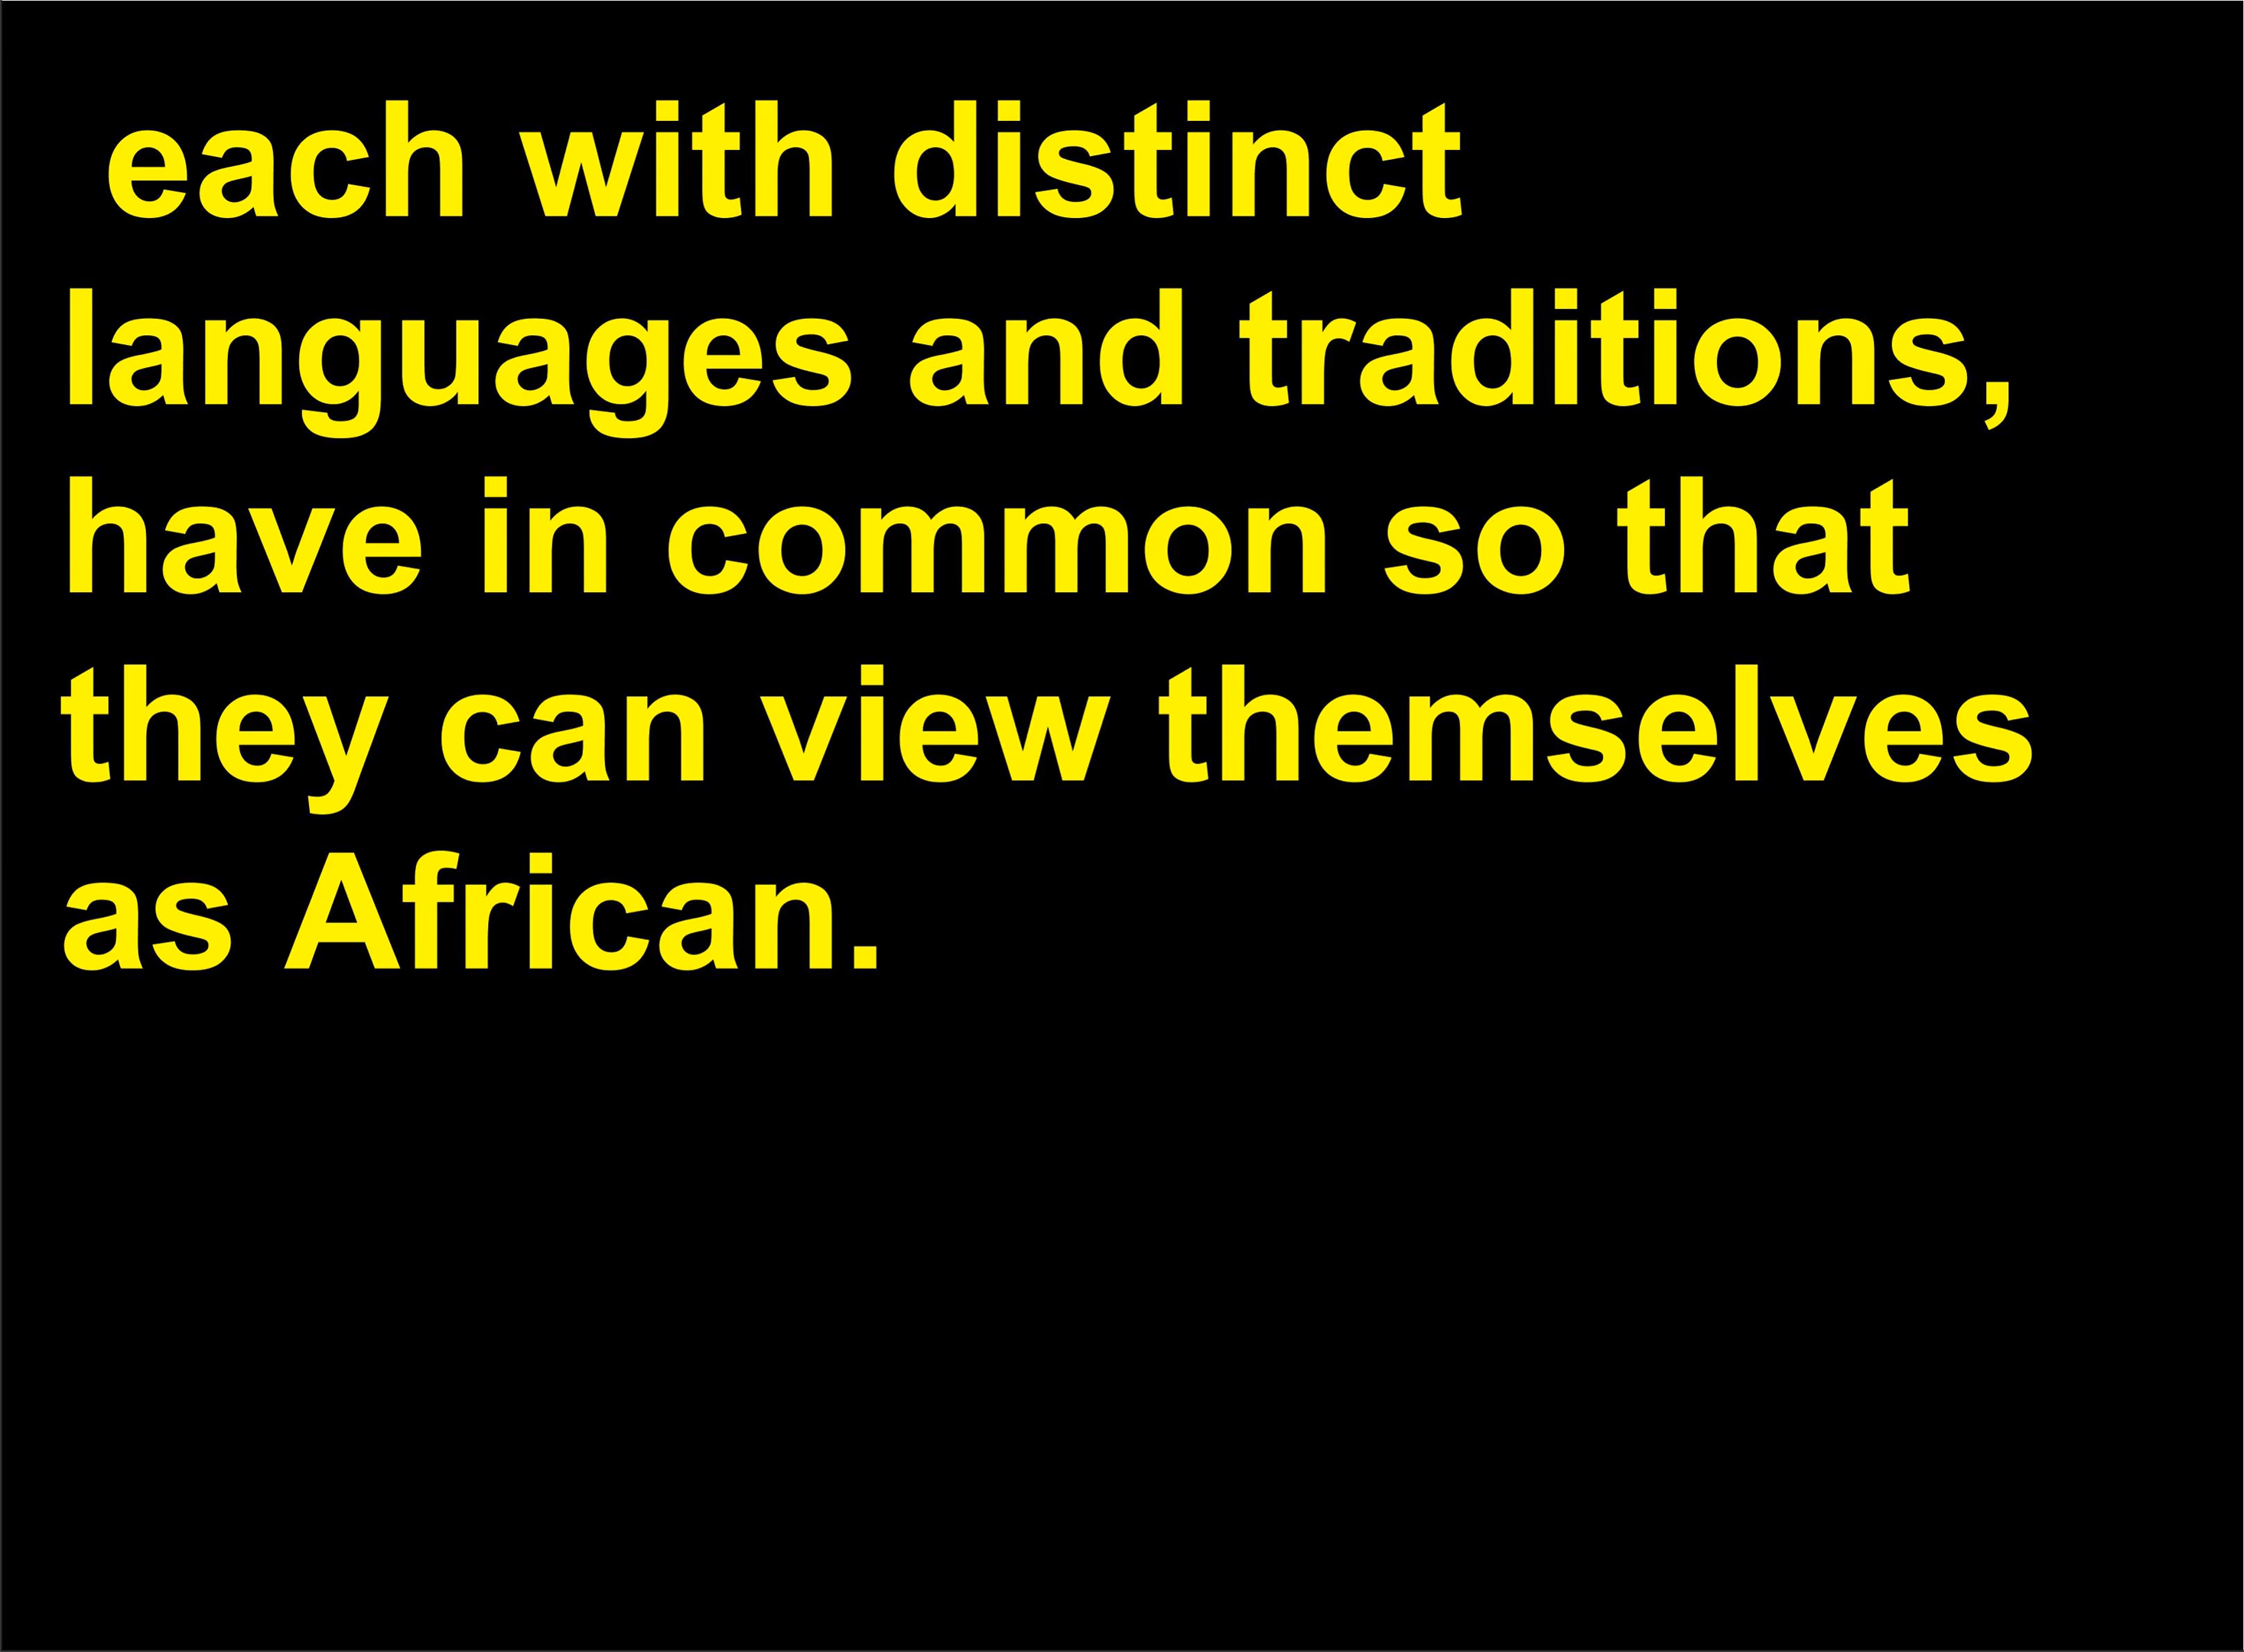 each with distinct
languages and traditions,
have in common so that
they can view themselves
as African.